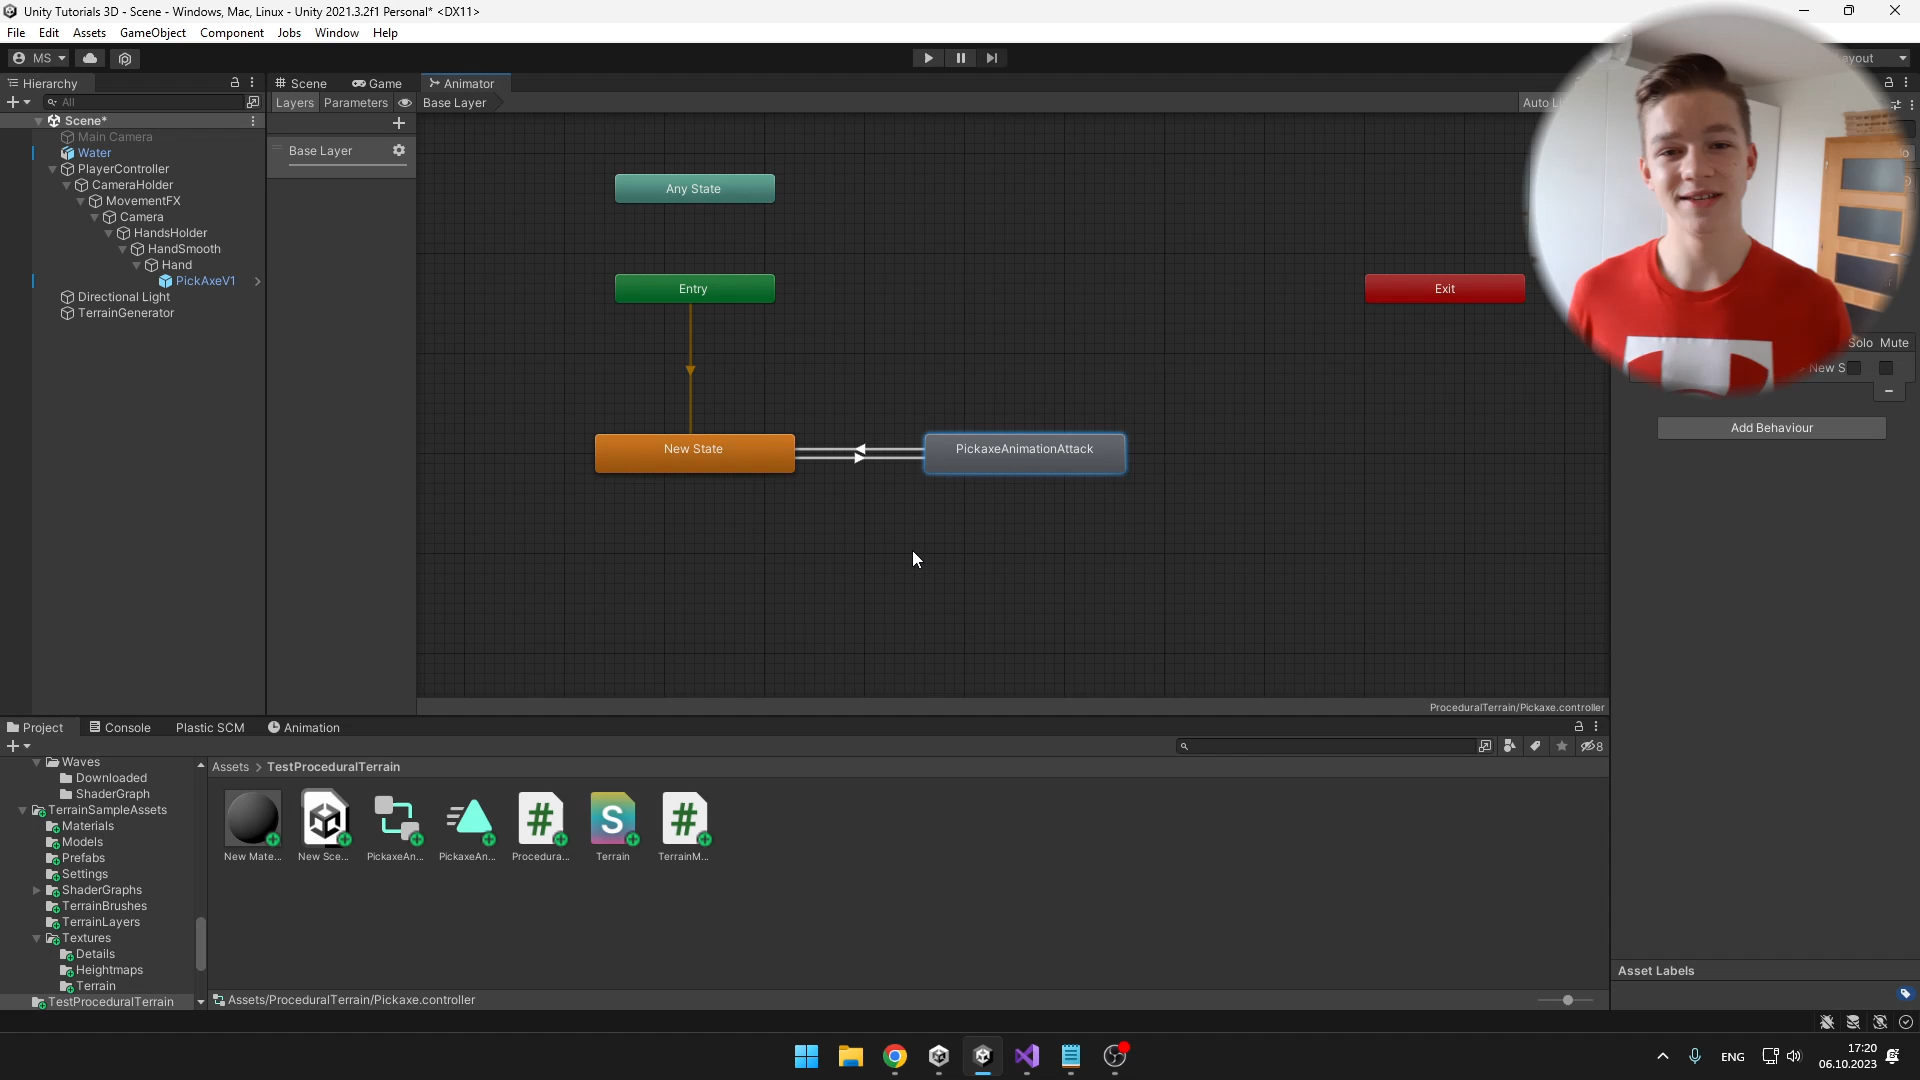 Unity Tutorials 3D - Scene - Windows, Mac, Linux - Unity 2021.3.2f1 Personal* <DX11>
File Edit Assets GameObject Component Jobs Window Help
MS
Hierarchy
All
Scene*
Main Camera
Water
PlayerController
CameraHolder
MovementFX
Camera
HandsHolder
HandSmooth
Hand
PickAxeV1
Directional Light
TerrainGenerator
Scene Game Animator
Layers Parameters Base Layer
Base Layer
Any State
Entry
Exit
New State
PickaxeAnimationAttack
ProceduralTerrain/Pickaxe.controller
Auto Li
ayout
Solo Mute
New S
Add Behaviour
Asset Labels
Project Console Plastic SCM Animation
8
Waves
Downloaded
ShaderGraph
TerrainSampleAssets
Materials
Models
Prefabs
Settings
ShaderGraphs
TerrainBrushes
TerrainLayers
Textures
Details
Heightmaps
Terrain
TestProceduralTerrain
Assets > TestProceduralTerrain
New Mate...
New Sce...
PickaxeAn...
PickaxeAn...
Procedura...
Terrain
TerrainM...
Assets/ProceduralTerrain/Pickaxe.controller
ENG
17:20
06.10.2023